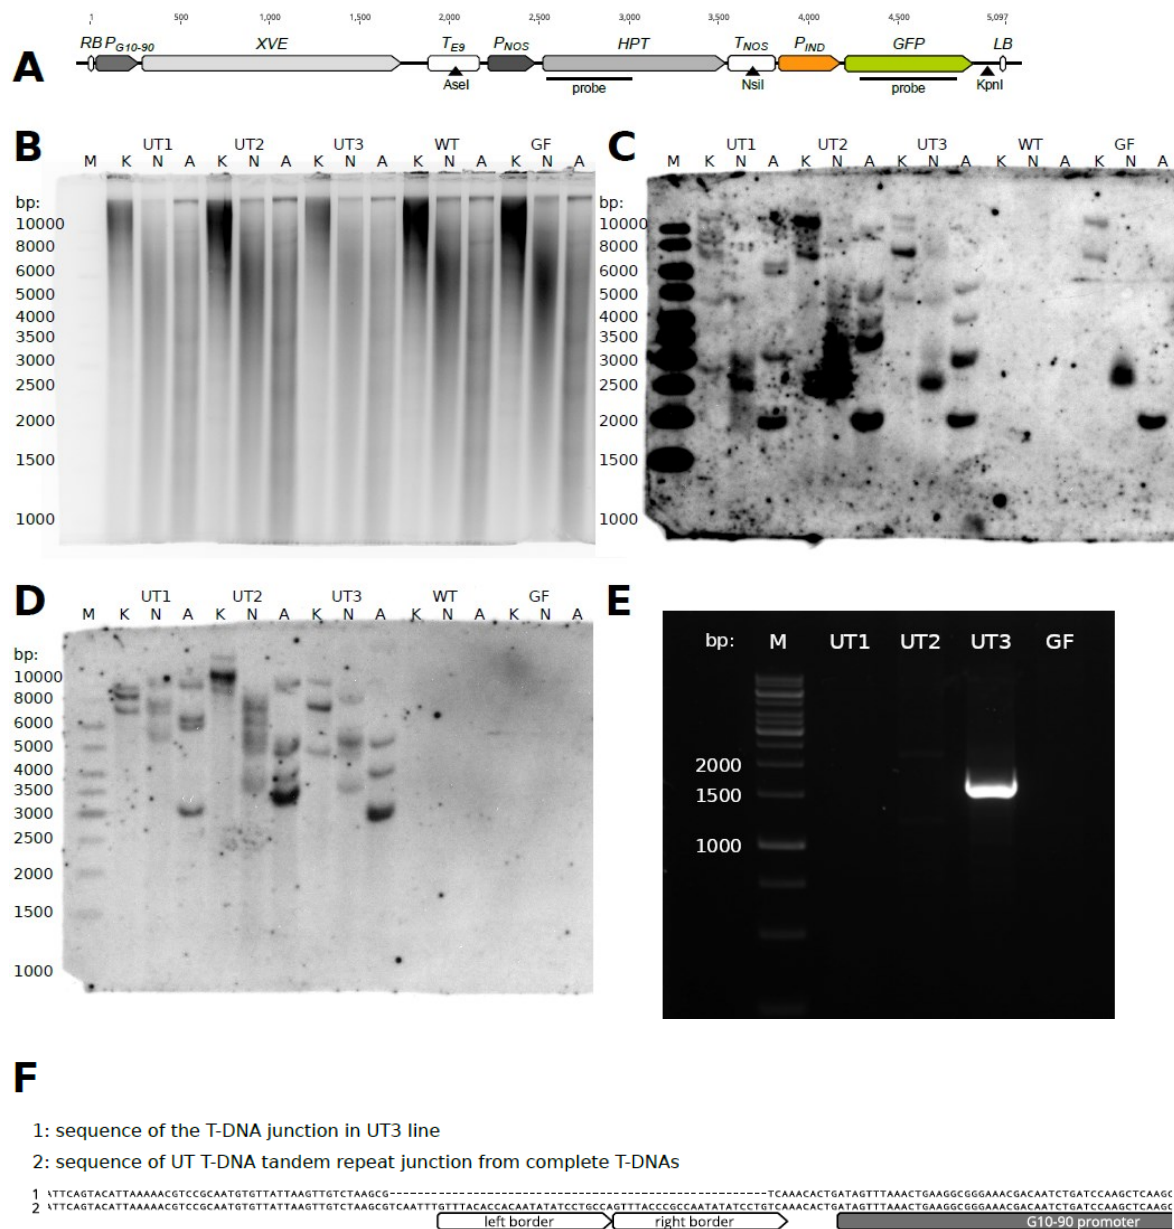 1 500 1,000 1,500 2,000 2,500 3,000 3,500 4,000 4,500 5,097
A
RB PG10-90 XVE TE9 PNOS HPT TNOS PIND GFP LB
AseI NsiI KpnI
probe probe
B
UT1 UT2 UT3 WT GF
M K N A K N A K N A K N A K N A
bp:
10000
8000
6000
5000
4000
3500
3000
2500
2000
1500
1000
C
UT1 UT2 UT3 WT GF
M K N A K N A K N A K N A K N A
bp:
10000
8000
6000
5000
4000
3500
3000
2500
2000
1500
1000
D
UT1 UT2 UT3 WT GF
M K N A K N A K N A K N A K N A
bp:
10000
8000
6000
5000
4000
3500
3000
2500
2000
1500
1000
E
bp: M UT1 UT2 UT3 GF
2000
1500
1000
F
1: sequence of the T-DNA junction in UT3 line
2: sequence of UT T-DNA tandem repeat junction from complete T-DNAs
1
2
left border right border G10-90 promoter